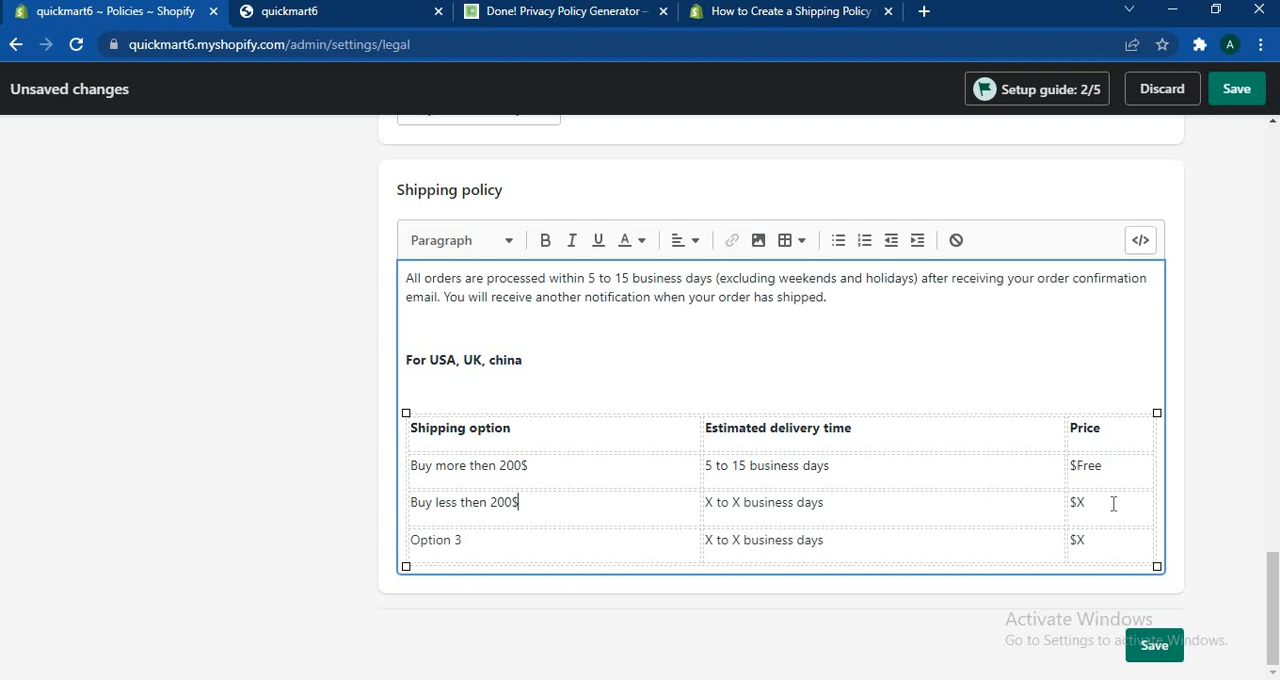 quickmart6 ~ Policies ~ Shopify
quickmart6
Done! Privacy Policy Generator -
How to Create a Shipping Policy
quickmart6.myshopify.com/admin/settings/legal
A
Unsaved changes
Setup guide: 2/5
Discard
Save
Shipping policy
Paragraph
B I U A
</>
All orders are processed within 5 to 15 business days (excluding weekends and holidays) after receiving your order confirmation
email. You will receive another notification when your order has shipped.
For USA, UK, china
Shipping option Estimated delivery time Price
Buy more then 200$ 5 to 15 business days $Free
Buy less then 200$ X to X business days $X
Option 3 X to X business days $X
Activate Windows
Go to Settings to activate Windows.
Save